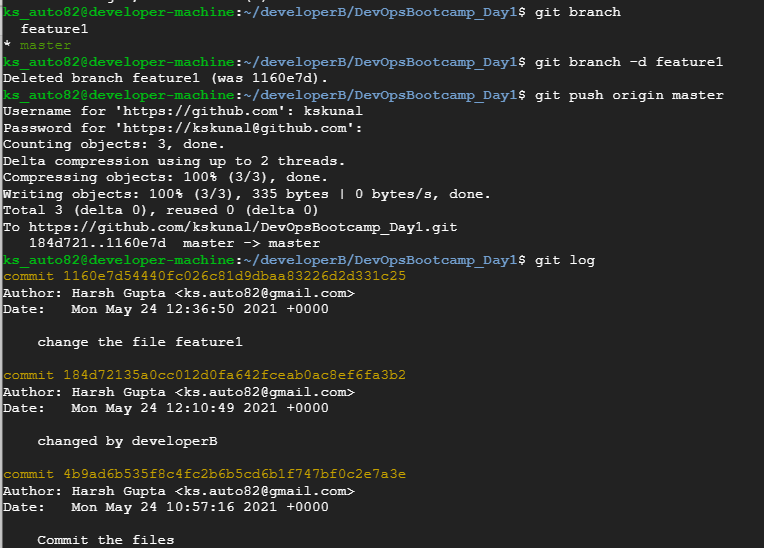 ks_auto82@developer-machine:~/developerB/DevOpsBootcamp_Day1$ git branch
  feature1
* master
ks_auto82@developer-machine:~/developerB/DevOpsBootcamp_Day1$ git branch -d feature1
Deleted branch feature1 (was 1160e7d).
ks_auto82@developer-machine:~/developerB/DevOpsBootcamp_Day1$ git push origin master
Username for 'https://github.com': kskunal
Password for 'https://kskunal@github.com':
Counting objects: 3, done.
Delta compression using up to 2 threads.
Compressing objects: 100% (3/3), done.
Writing objects: 100% (3/3), 335 bytes | 0 bytes/s, done.
Total 3 (delta 0), reused 0 (delta 0)
To https://github.com/kskunal/DevOpsBootcamp_Day1.git
   184d721..1160e7d  master -> master
ks_auto82@developer-machine:~/developerB/DevOpsBootcamp_Day1$ git log
commit 1160e7d54440fc026c81d9dbaa83226d2d331c25
Author: Harsh Gupta <ks.auto82@gmail.com>
Date:   Mon May 24 12:36:50 2021 +0000
    change the file feature1
commit 184d72135a0cc012d0fa642fceab0ac8ef6fa3b2
Author: Harsh Gupta <ks.auto82@gmail.com>
Date:   Mon May 24 12:10:49 2021 +0000
    changed by developerB
commit 4b9ad6b535f8c4fc2b6b5cd6b1f747bf0c2e7a3e
Author: Harsh Gupta <ks.auto82@gmail.com>
Date:   Mon May 24 10:57:16 2021 +0000
    Commit the files